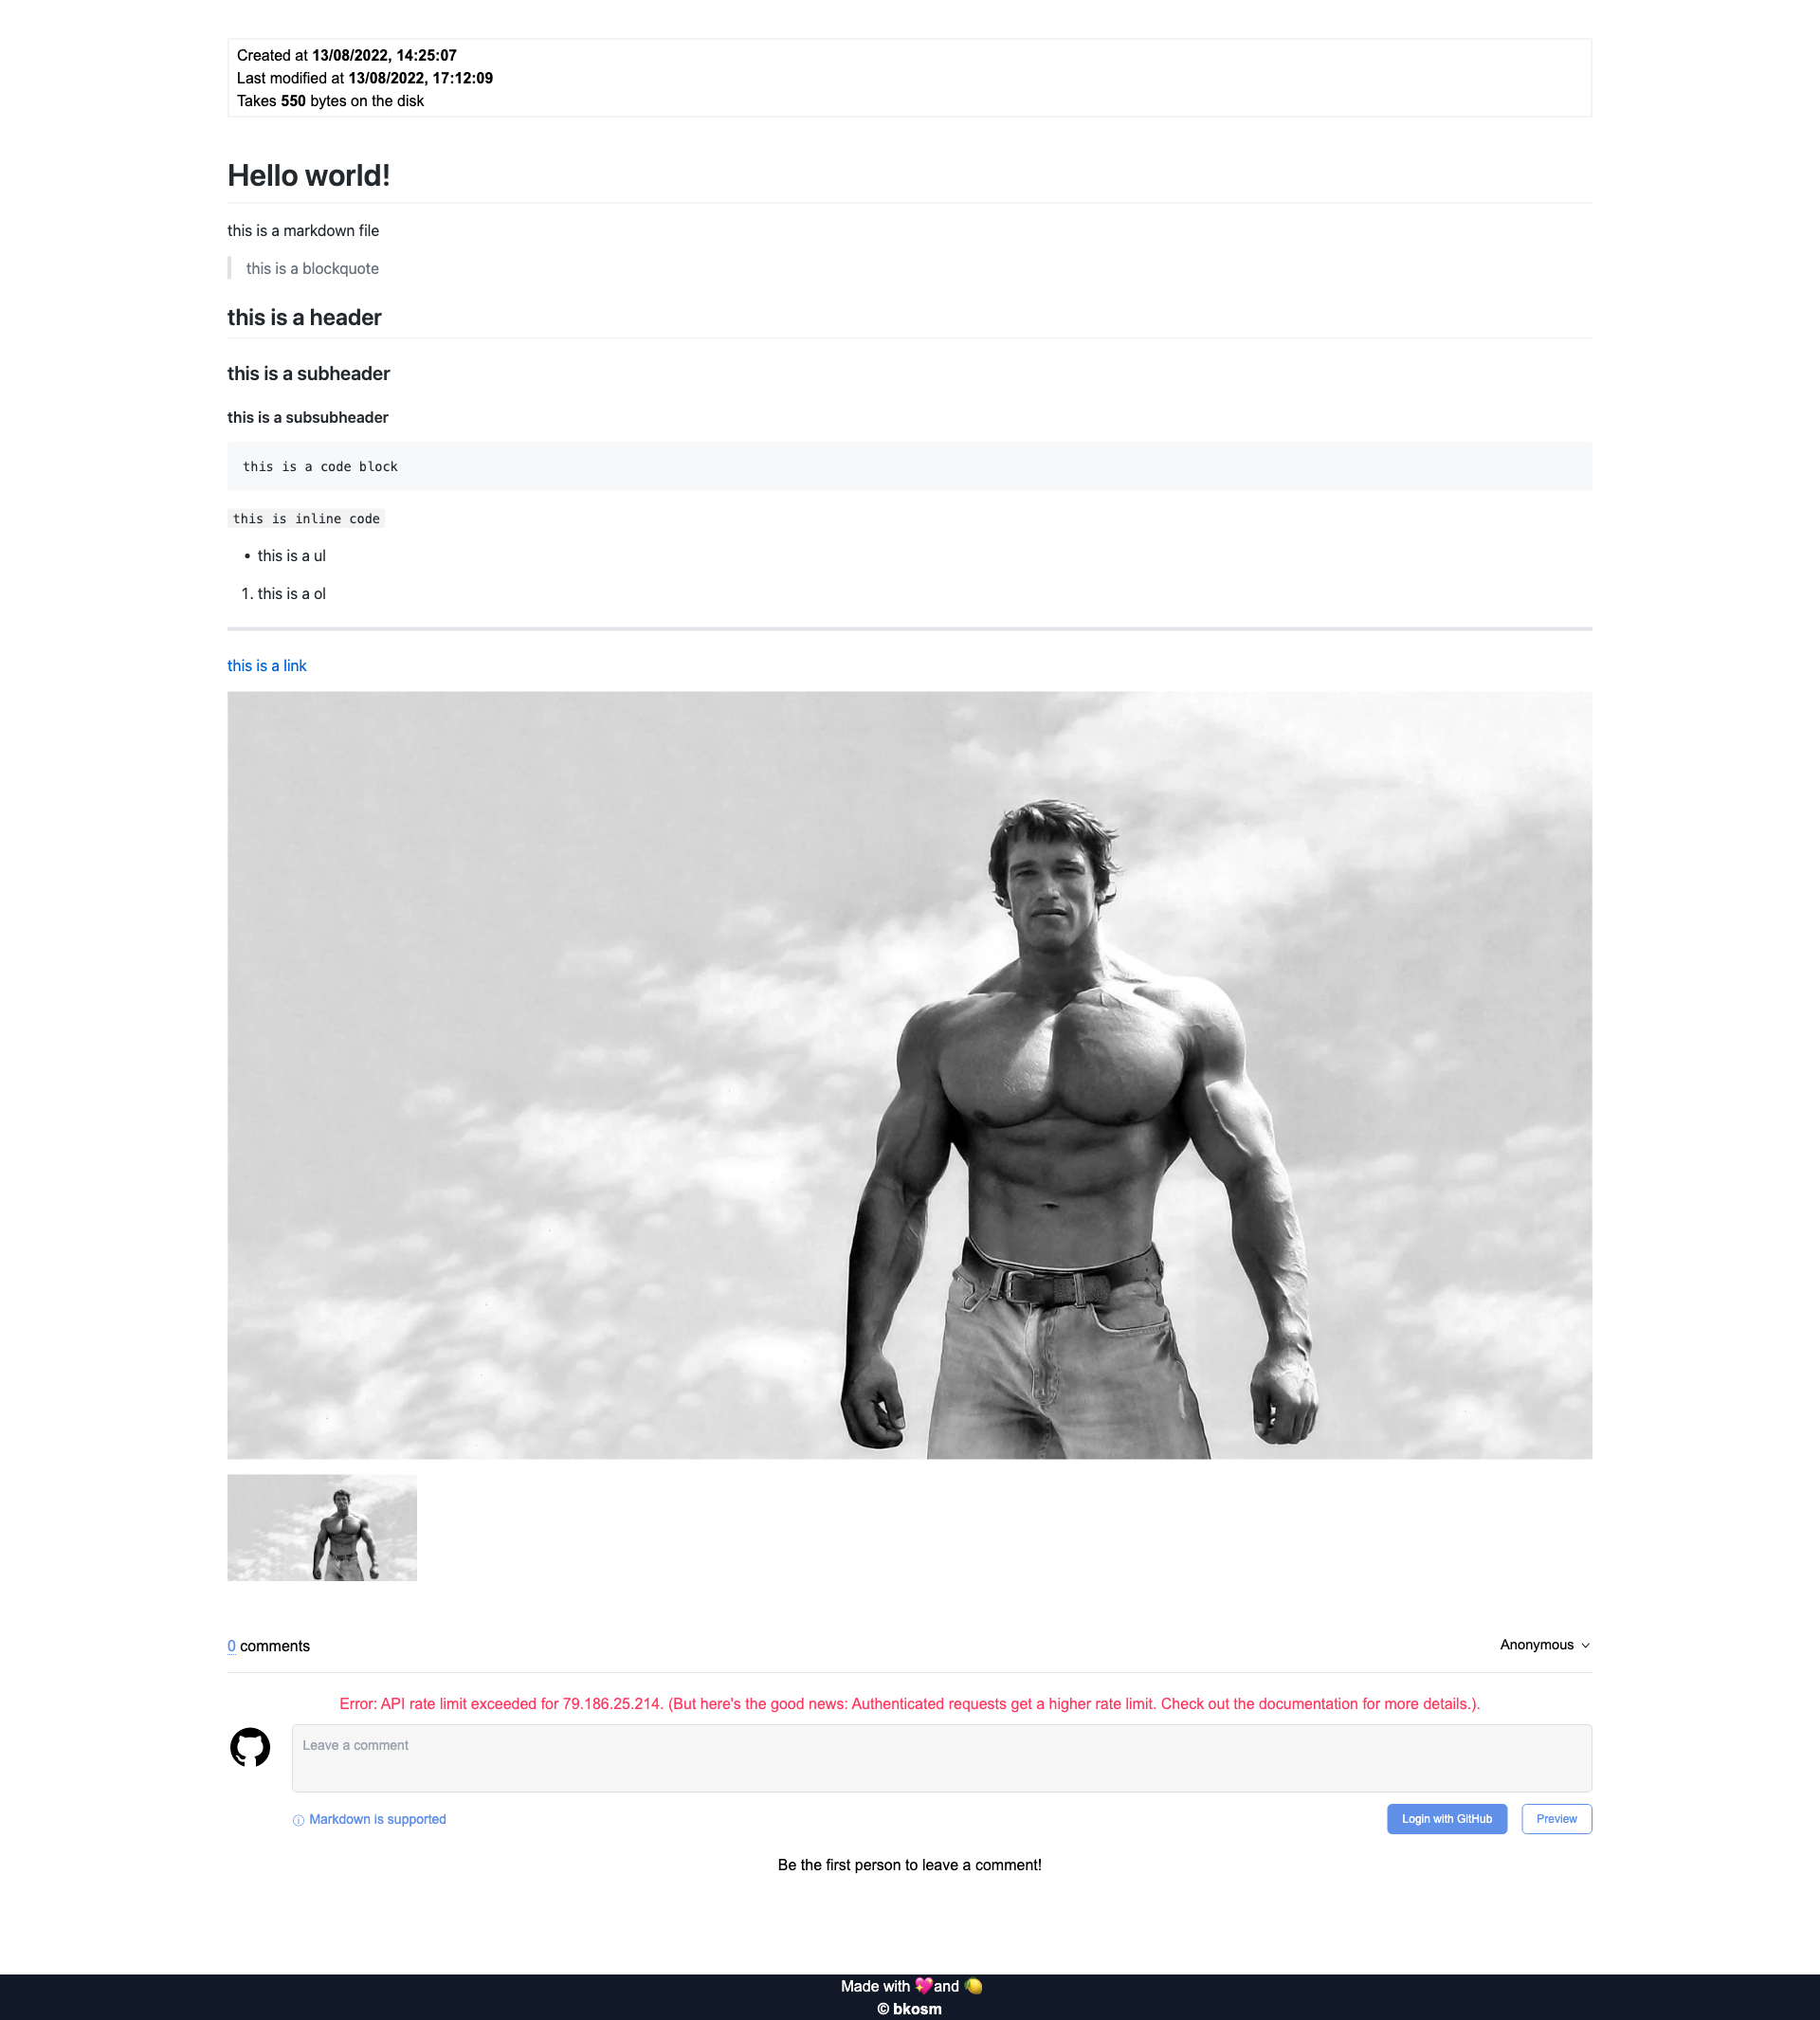 Created at 13/08/2022, 14:25:07
Last modified at 13/08/2022, 17:12:09
Takes 550 bytes on the disk
Hello world!
this is a markdown file
this is a blockquote
this is a header
this is a subheader
this is a subsubheader
this is a code block
this is inline code
• this is a ul
1. this is a ol
this is a link
0 comments
Anonymous
Error: API rate limit exceeded for 79.186.25.214. (But here's the good news: Authenticated requests get a higher rate limit. Check out the documentation for more details.).
Leave a comment
Markdown is supported
Login with GitHub
Preview
Be the first person to leave a comment!
Made with 💖and 🍋
© bkosm